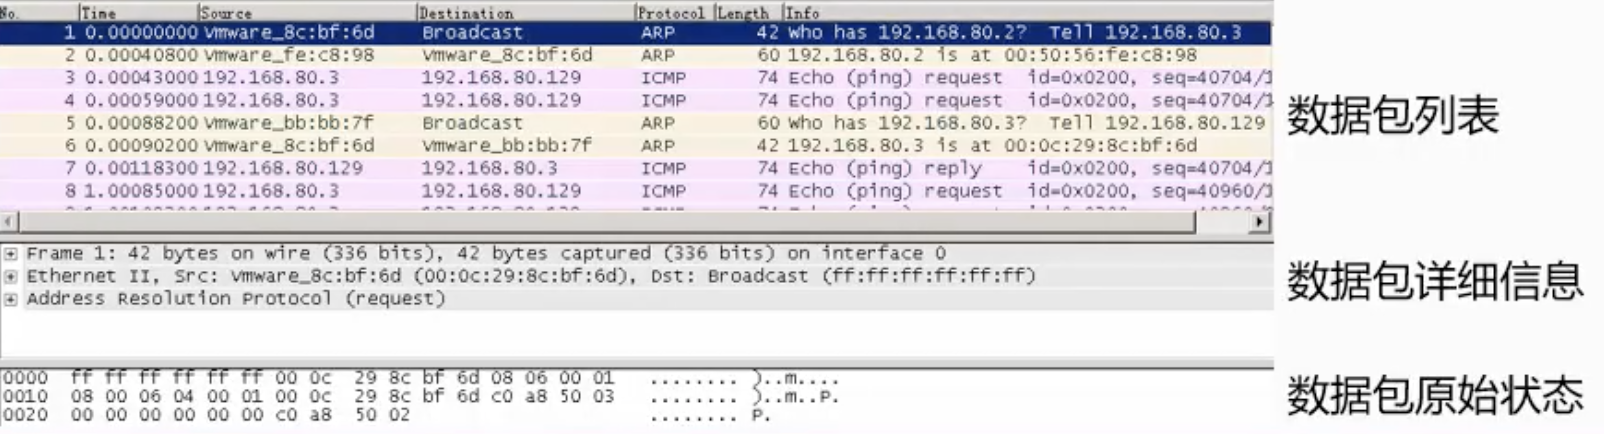 No. Time Source Destination Protocol Length Info
1 0.00000000 Vmware_8c:bf:6d Broadcast ARP 42 Who has 192.168.80.2? Tell 192.168.80.3
2 0.00040800 Vmware_fe:c8:98 Vmware_8c:bf:6d ARP 60 192.168.80.2 is at 00:50:56:fe:c8:98
3 0.00043000 192.168.80.3 192.168.80.129 ICMP 74 Echo (ping) request id=0x0200, seq=40704/1
4 0.00059000 192.168.80.3 192.168.80.129 ICMP 74 Echo (ping) request id=0x0200, seq=40704/1
5 0.00088200 Vmware_bb:bb:7f Broadcast ARP 60 Who has 192.168.80.3? Tell 192.168.80.129
6 0.00090200 Vmware_8c:bf:6d Vmware_bb:bb:7f ARP 42 192.168.80.3 is at 00:0c:29:8c:bf:6d
7 0.00118300 192.168.80.129 192.168.80.3 ICMP 74 Echo (ping) reply id=0x0200, seq=40704/1
8 1.00085000 192.168.80.3 192.168.80.129 ICMP 74 Echo (ping) request id=0x0200, seq=40960/1
数据包列表
Frame 1: 42 bytes on wire (336 bits), 42 bytes captured (336 bits) on interface 0
Ethernet II, Src: Vmware_8c:bf:6d (00:0c:29:8c:bf:6d), Dst: Broadcast (ff:ff:ff:ff:ff:ff)
Address Resolution Protocol (request)
数据包详细信息
0000 ff ff ff ff ff ff 00 0c 29 8c bf 6d 08 06 00 01 ........ )..m....
0010 08 00 06 04 00 01 00 0c 29 8c bf 6d c0 a8 50 03 ........ )..m..P.
0020 00 00 00 00 00 00 c0 a8 50 02 ........ P.
数据包原始状态